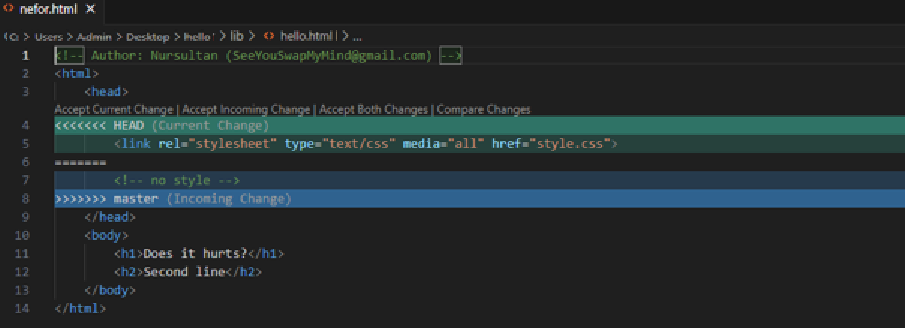 nefor.html
C: > Users > Admin > Desktop > hello > lib > hello.html > ...
1 <!-- Author: Nursultan (SeeYouSwapMyMind@gmail.com) -->
2 <html>
3 <head>
Accept Current Change | Accept Incoming Change | Accept Both Changes | Compare Changes
4 <<<<<<< HEAD (Current Change)
5 <link rel="stylesheet" type="text/css" media="all" href="style.css">
6 =======
7 <!-- no style -->
8 >>>>>>> master (Incoming Change)
9 </head>
10 <body>
11 <h1>Does it hurts?</h1>
12 <h2>Second line</h2>
13 </body>
14 </html>